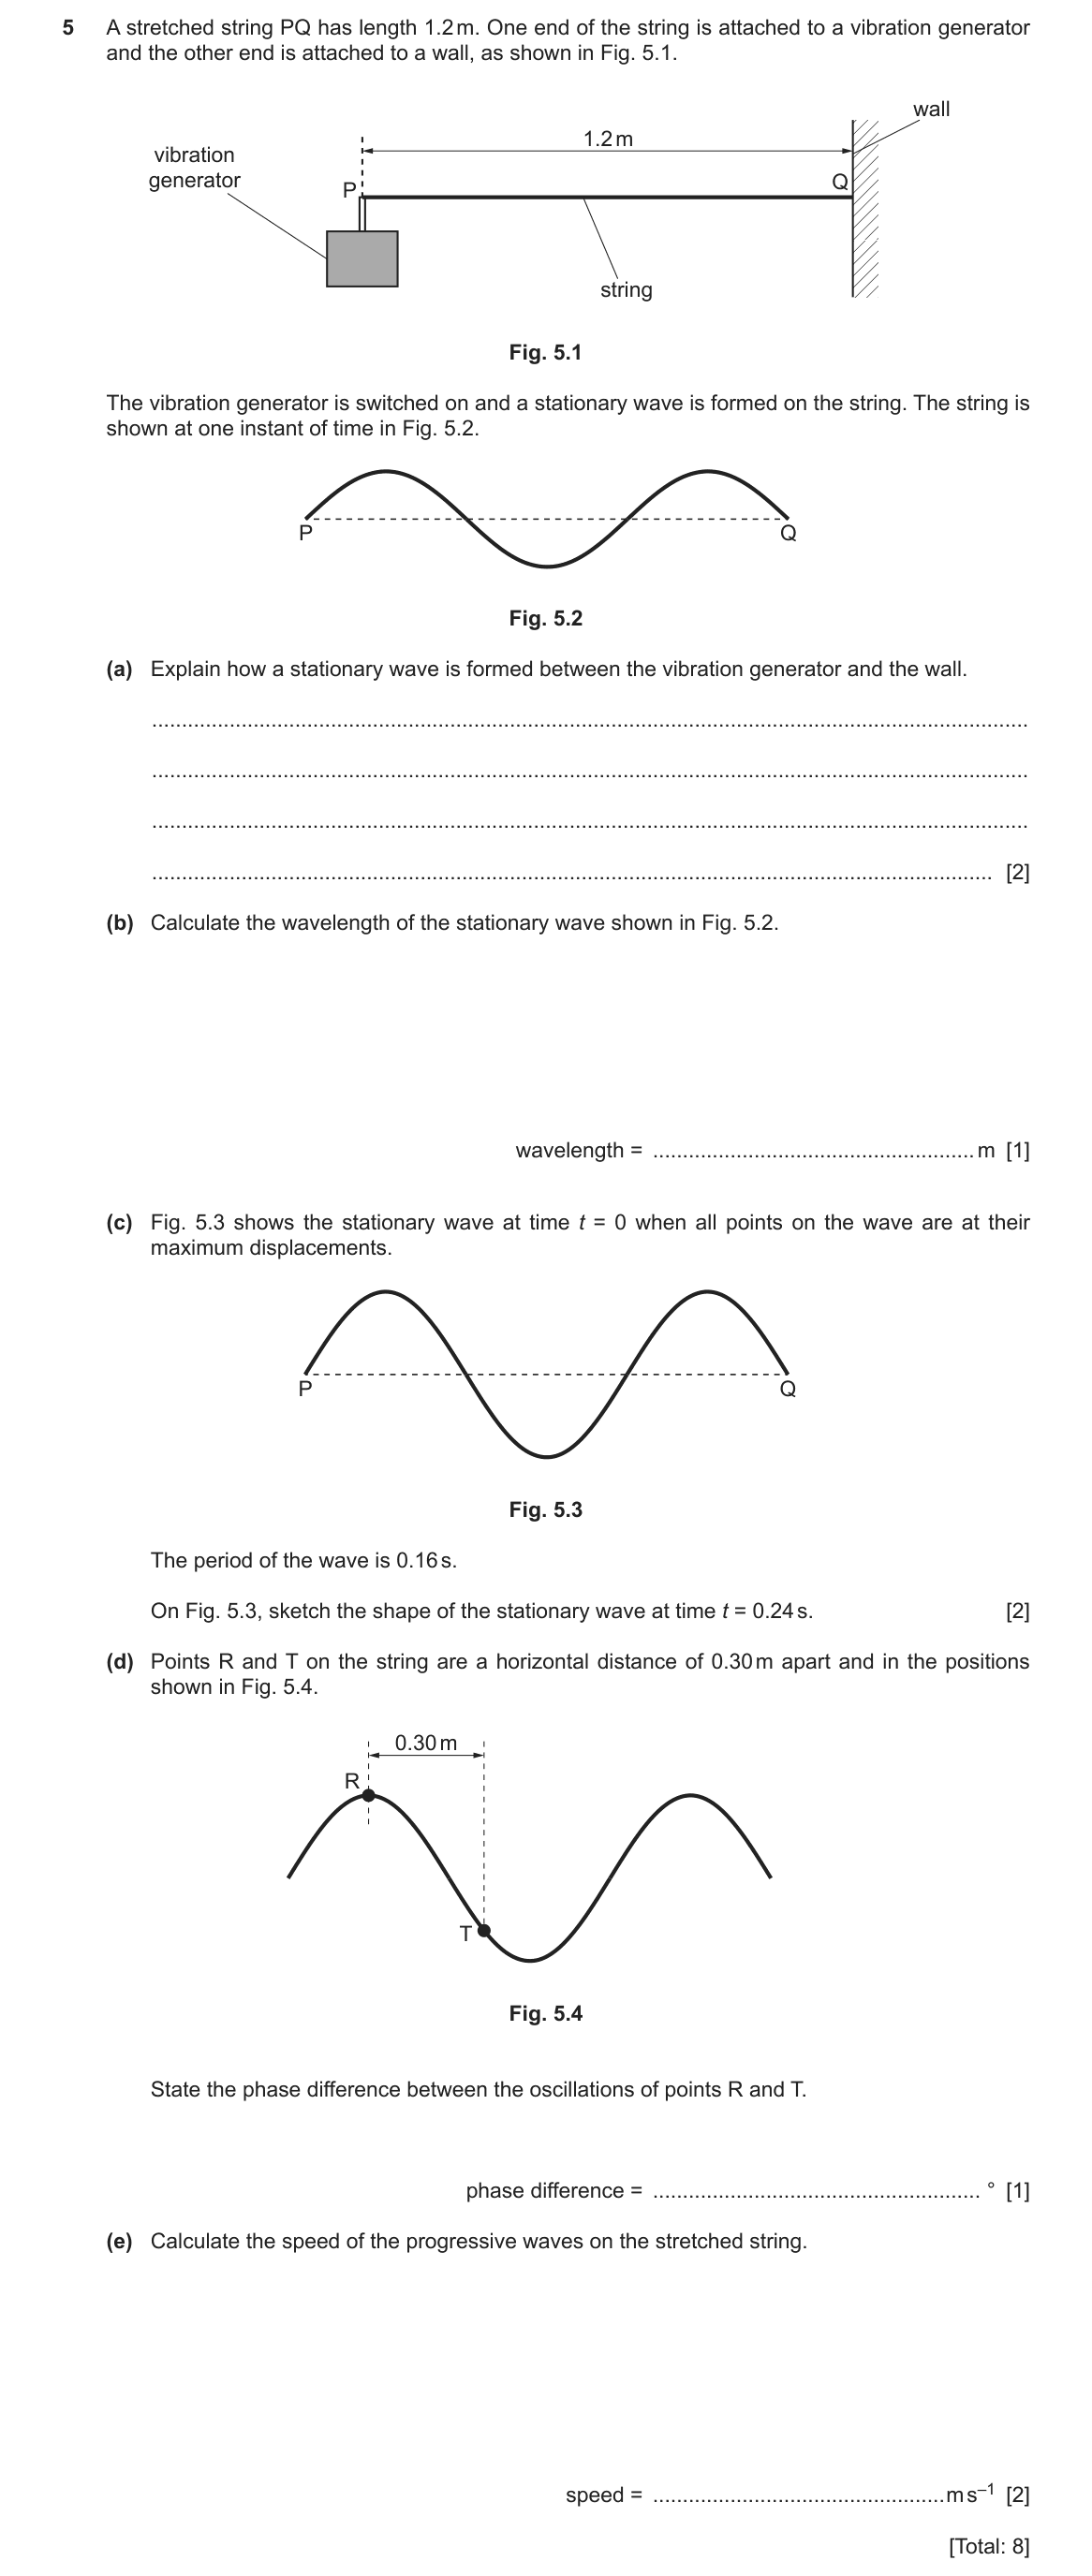 5 A stretched string PQ has length 1.2 m. One end of the string is attached to a vibration generator
and the other end is attached to a wall, as shown in Fig. 5.1.
wall
1.2 m
vibration
generator
P
Q
string
Fig. 5.1
The vibration generator is switched on and a stationary wave is formed on the string. The string is
shown at one instant of time in Fig. 5.2.
P
Q
Fig. 5.2
(a) Explain how a stationary wave is formed between the vibration generator and the wall.
...................................................................................................................................................
...................................................................................................................................................
...................................................................................................................................................
............................................................................................................................................. [2]
(b) Calculate the wavelength of the stationary wave shown in Fig. 5.2.
wavelength = ...................................................... m [1]
(c) Fig. 5.3 shows the stationary wave at time t = 0 when all points on the wave are at their
maximum displacements.
P
Q
Fig. 5.3
The period of the wave is 0.16 s.
On Fig. 5.3, sketch the shape of the stationary wave at time t = 0.24 s. [2]
(d) Points R and T on the string are a horizontal distance of 0.30 m apart and in the positions
shown in Fig. 5.4.
0.30 m
R
T
Fig. 5.4
State the phase difference between the oscillations of points R and T.
phase difference = ....................................................... ° [1]
(e) Calculate the speed of the progressive waves on the stretched string.
speed = ................................................. m s⁻¹ [2]
[Total: 8]